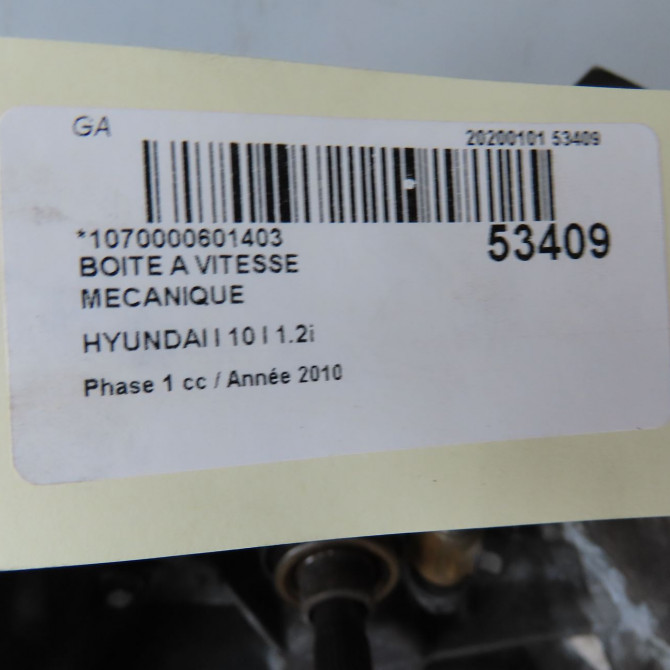 GA
20200101 53409
*1070000601403
53409
BOITE A VITESSE
MECANIQUE
HYUNDAI I 10 I 1.2i
Phase 1 cc / Année 2010